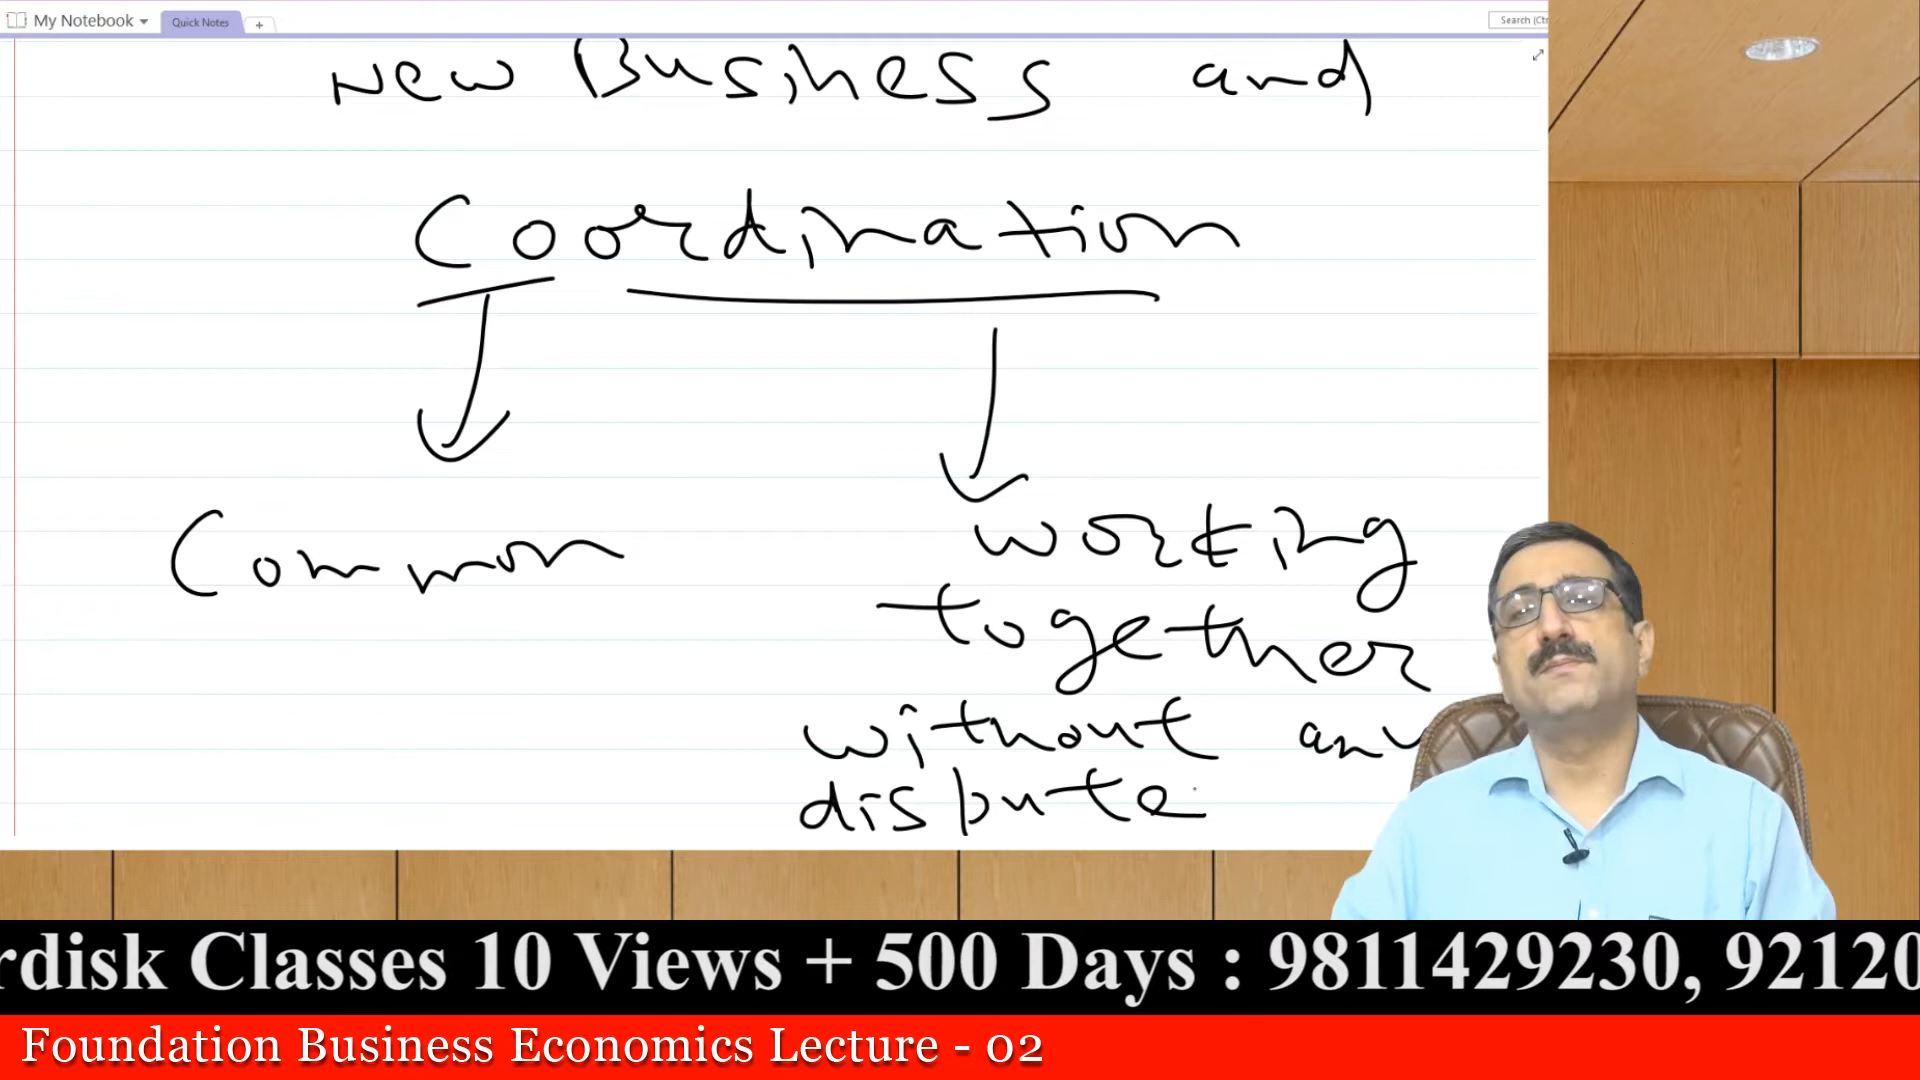 My Notebook
Quick Notes
+
Search (Ctr
New Business and
Coordination
Common
working
together
without any
dispute
rdisk Classes 10 Views + 500 Days : 9811429230, 92120
Foundation Business Economics Lecture - 02